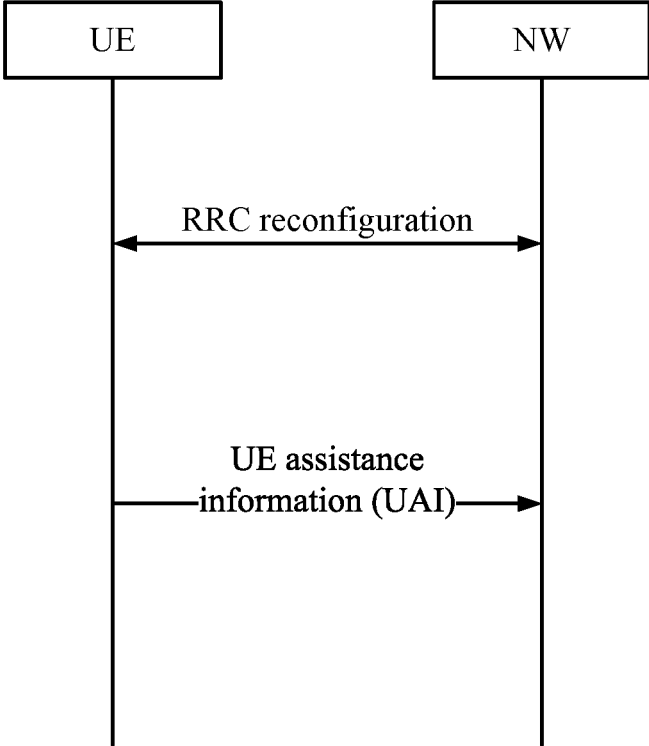 UE
NW
RRC reconfiguration
UE assistance
information (UAI)